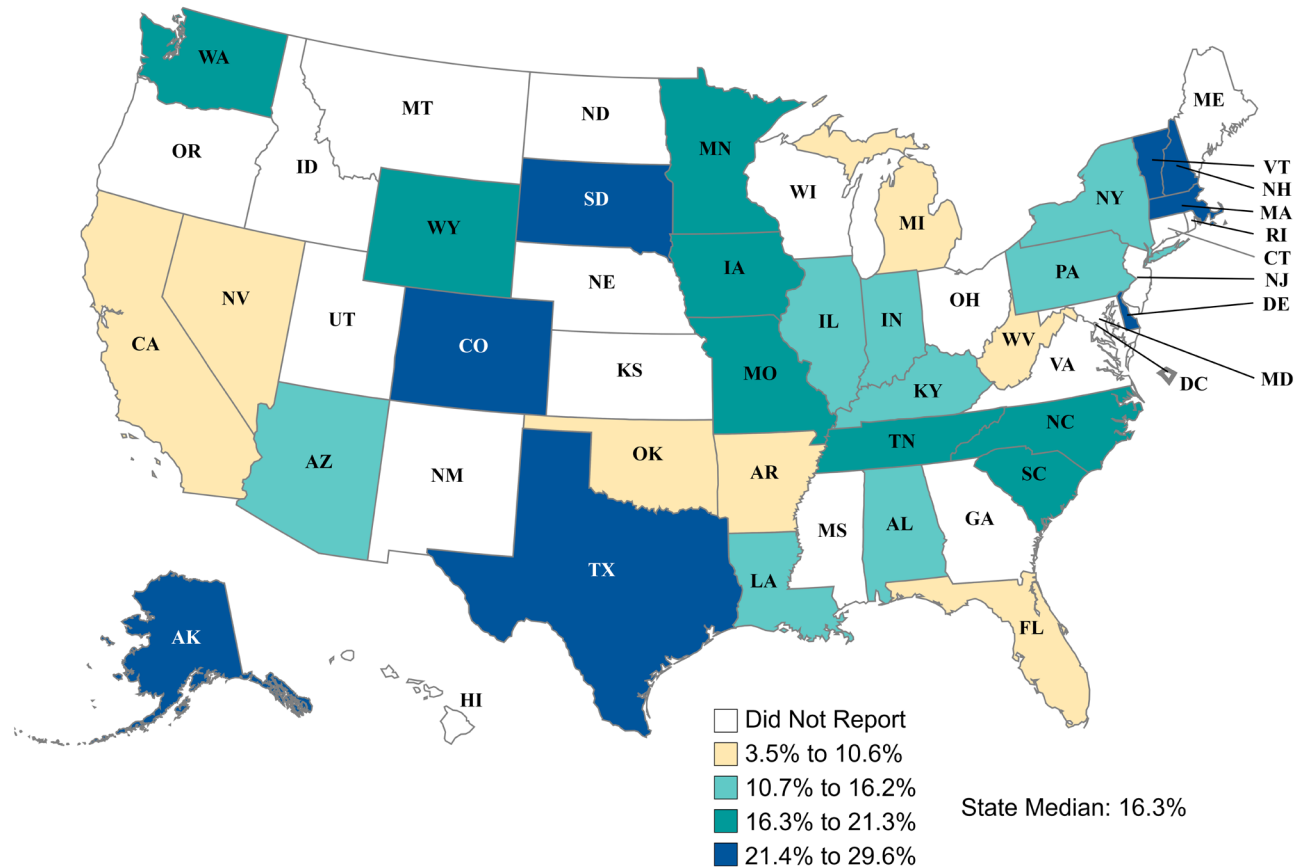 WA
MT
ND
MN
ME
OR
ID
WI
VT
SD
NH
NY
MA
WY
MI
RI
IA
CT
PA
NE
NJ
NV
OH
DE
UT
IL
IN
CA
CO
WV
VA
KS
MO
MD
DC
KY
NC
TN
OK
AZ
AR
SC
NM
GA
AL
MS
TX
LA
FL
AK
HI
Did Not Report
3.5% to 10.6%
10.7% to 16.2%
State Median: 16.3%
16.3% to 21.3%
21.4% to 29.6%